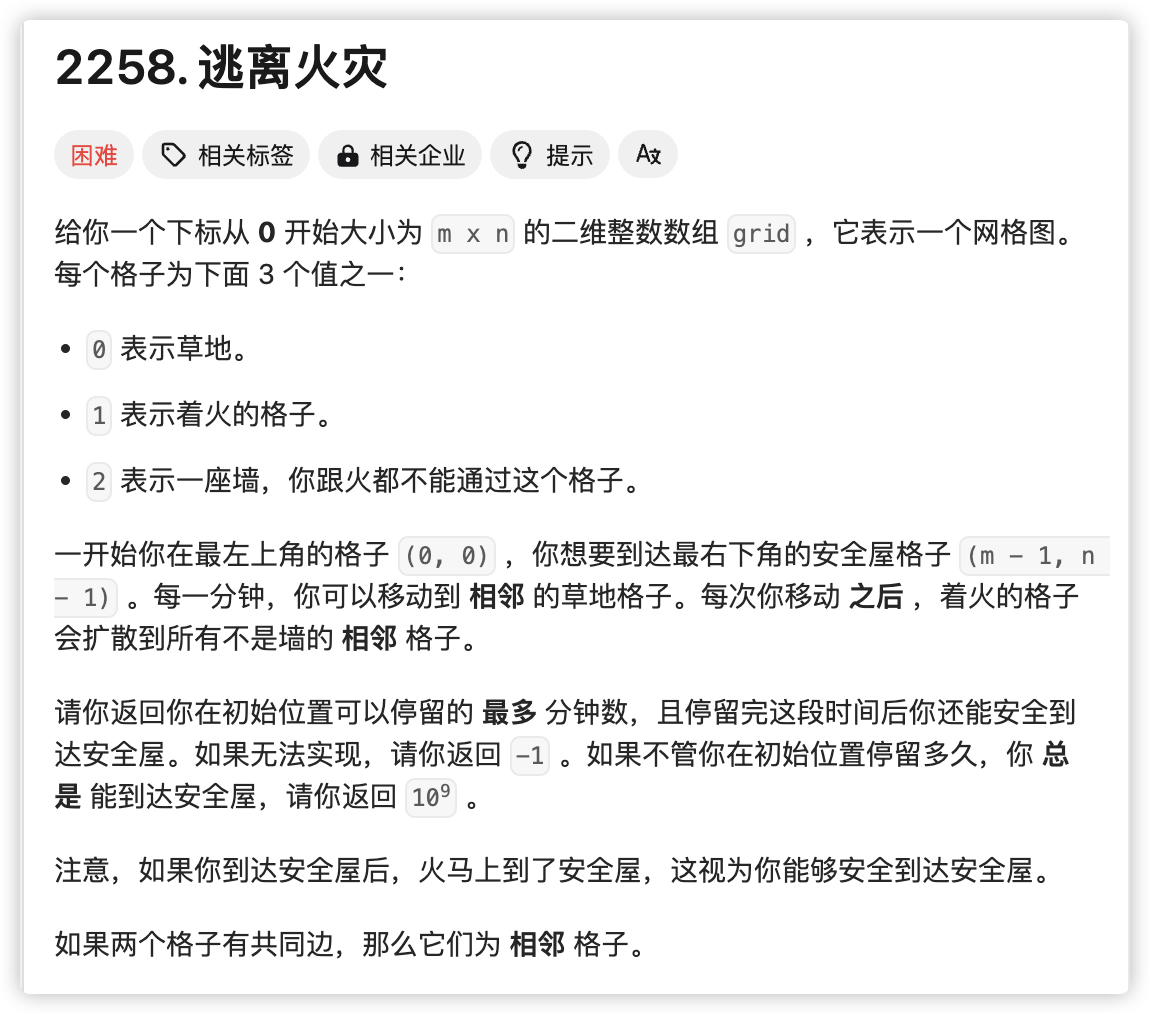 2258. 逃离火灾
困难 相关标签 相关企业 提示 A文
给你一个下标从 0 开始大小为 m x n 的二维整数数组 grid ，它表示一个网格图。
每个格子为下面 3 个值之一：
• 0 表示草地。
• 1 表示着火的格子。
• 2 表示一座墙，你跟火都不能通过这个格子。
一开始你在最左上角的格子 (0, 0) ，你想要到达最右下角的安全屋格子 (m - 1, n
- 1) 。每一分钟，你可以移动到 相邻 的草地格子。每次你移动 之后 ，着火的格子
会扩散到所有不是墙的 相邻 格子。
请你返回你在初始位置可以停留的 最多 分钟数，且停留完这段时间后你还能安全到
达安全屋。如果无法实现，请你返回 -1 。如果不管你在初始位置停留多久，你 总
是 能到达安全屋，请你返回 10⁹ 。
注意，如果你到达安全屋后，火马上到了安全屋，这视为你能够安全到达安全屋。
如果两个格子有共同边，那么它们为 相邻 格子。